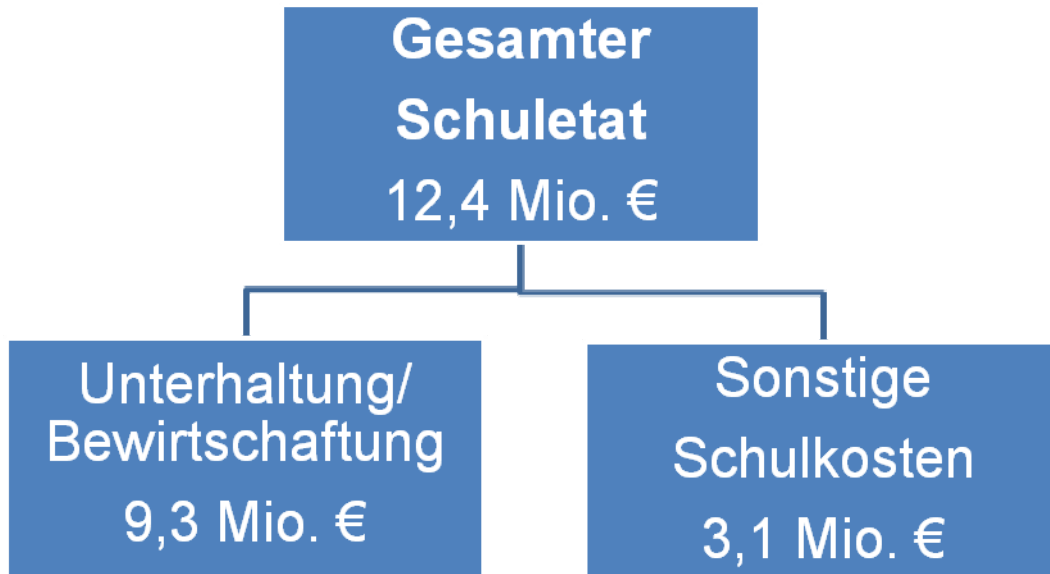 Gesamter
Schuletat
12,4 Mio. €
Unterhaltung/
Bewirtschaftung
9,3 Mio. €
Sonstige
Schulkosten
3,1 Mio. €